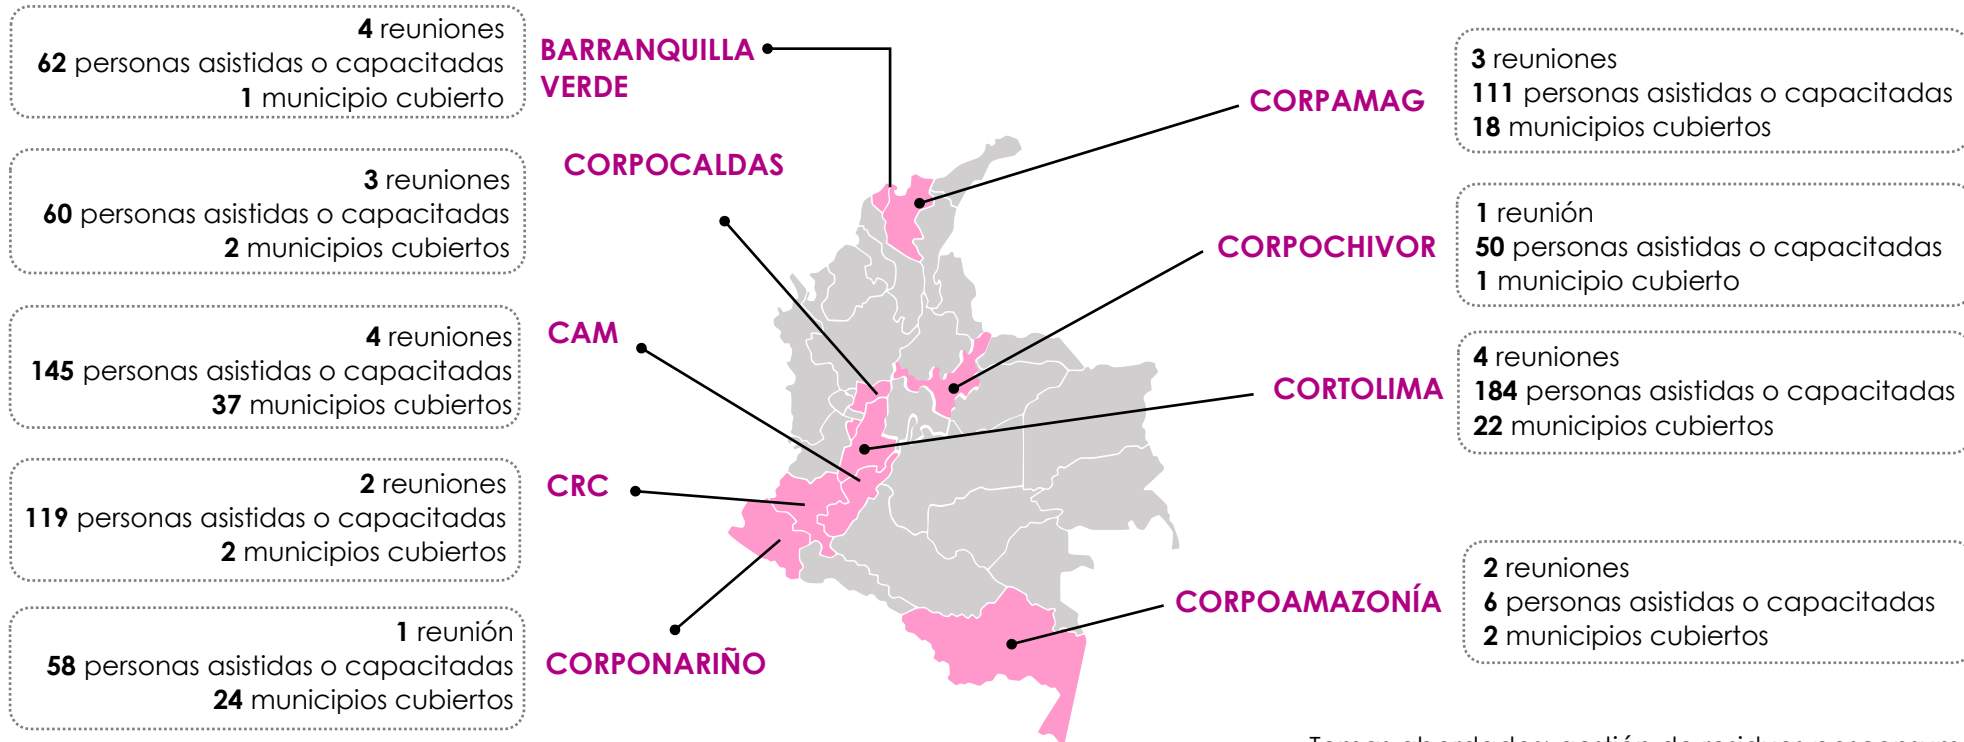 4 reuniones
62 personas asistidas o capacitadas
1 municipio cubierto
BARRANQUILLA
VERDE
3 reuniones
60 personas asistidas o capacitadas
2 municipios cubiertos
CORPOCALDAS
4 reuniones
145 personas asistidas o capacitadas
37 municipios cubiertos
CAM
2 reuniones
119 personas asistidas o capacitadas
2 municipios cubiertos
CRC
1 reunión
58 personas asistidas o capacitadas
24 municipios cubiertos
CORPONARIÑO
CORPAMAG
3 reuniones
111 personas asistidas o capacitadas
18 municipios cubiertos
CORPOCHIVOR
1 reunión
50 personas asistidas o capacitadas
1 municipio cubierto
CORTOLIMA
4 reuniones
184 personas asistidas o capacitadas
22 municipios cubiertos
CORPOAMAZONÍA
2 reuniones
6 personas asistidas o capacitadas
2 municipios cubiertos